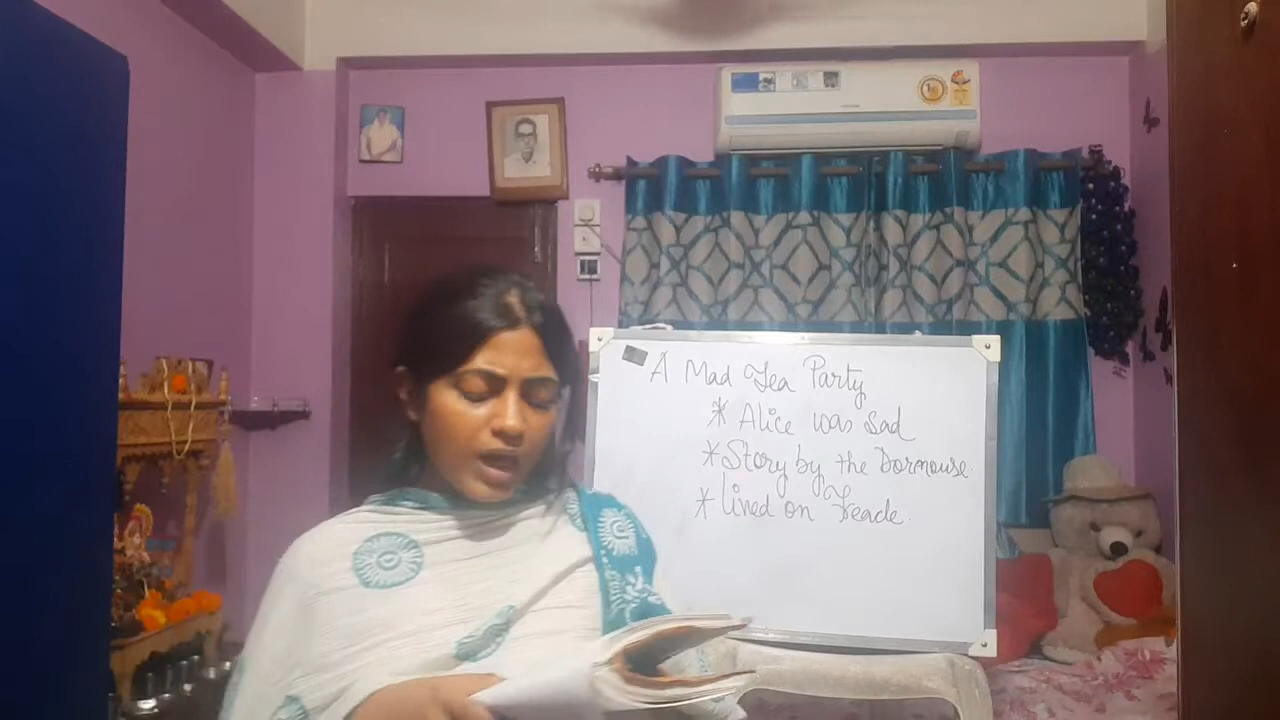 A Mad Tea Party
* Alice was sad
* Story by the Dormouse.
* lived on Treacle.